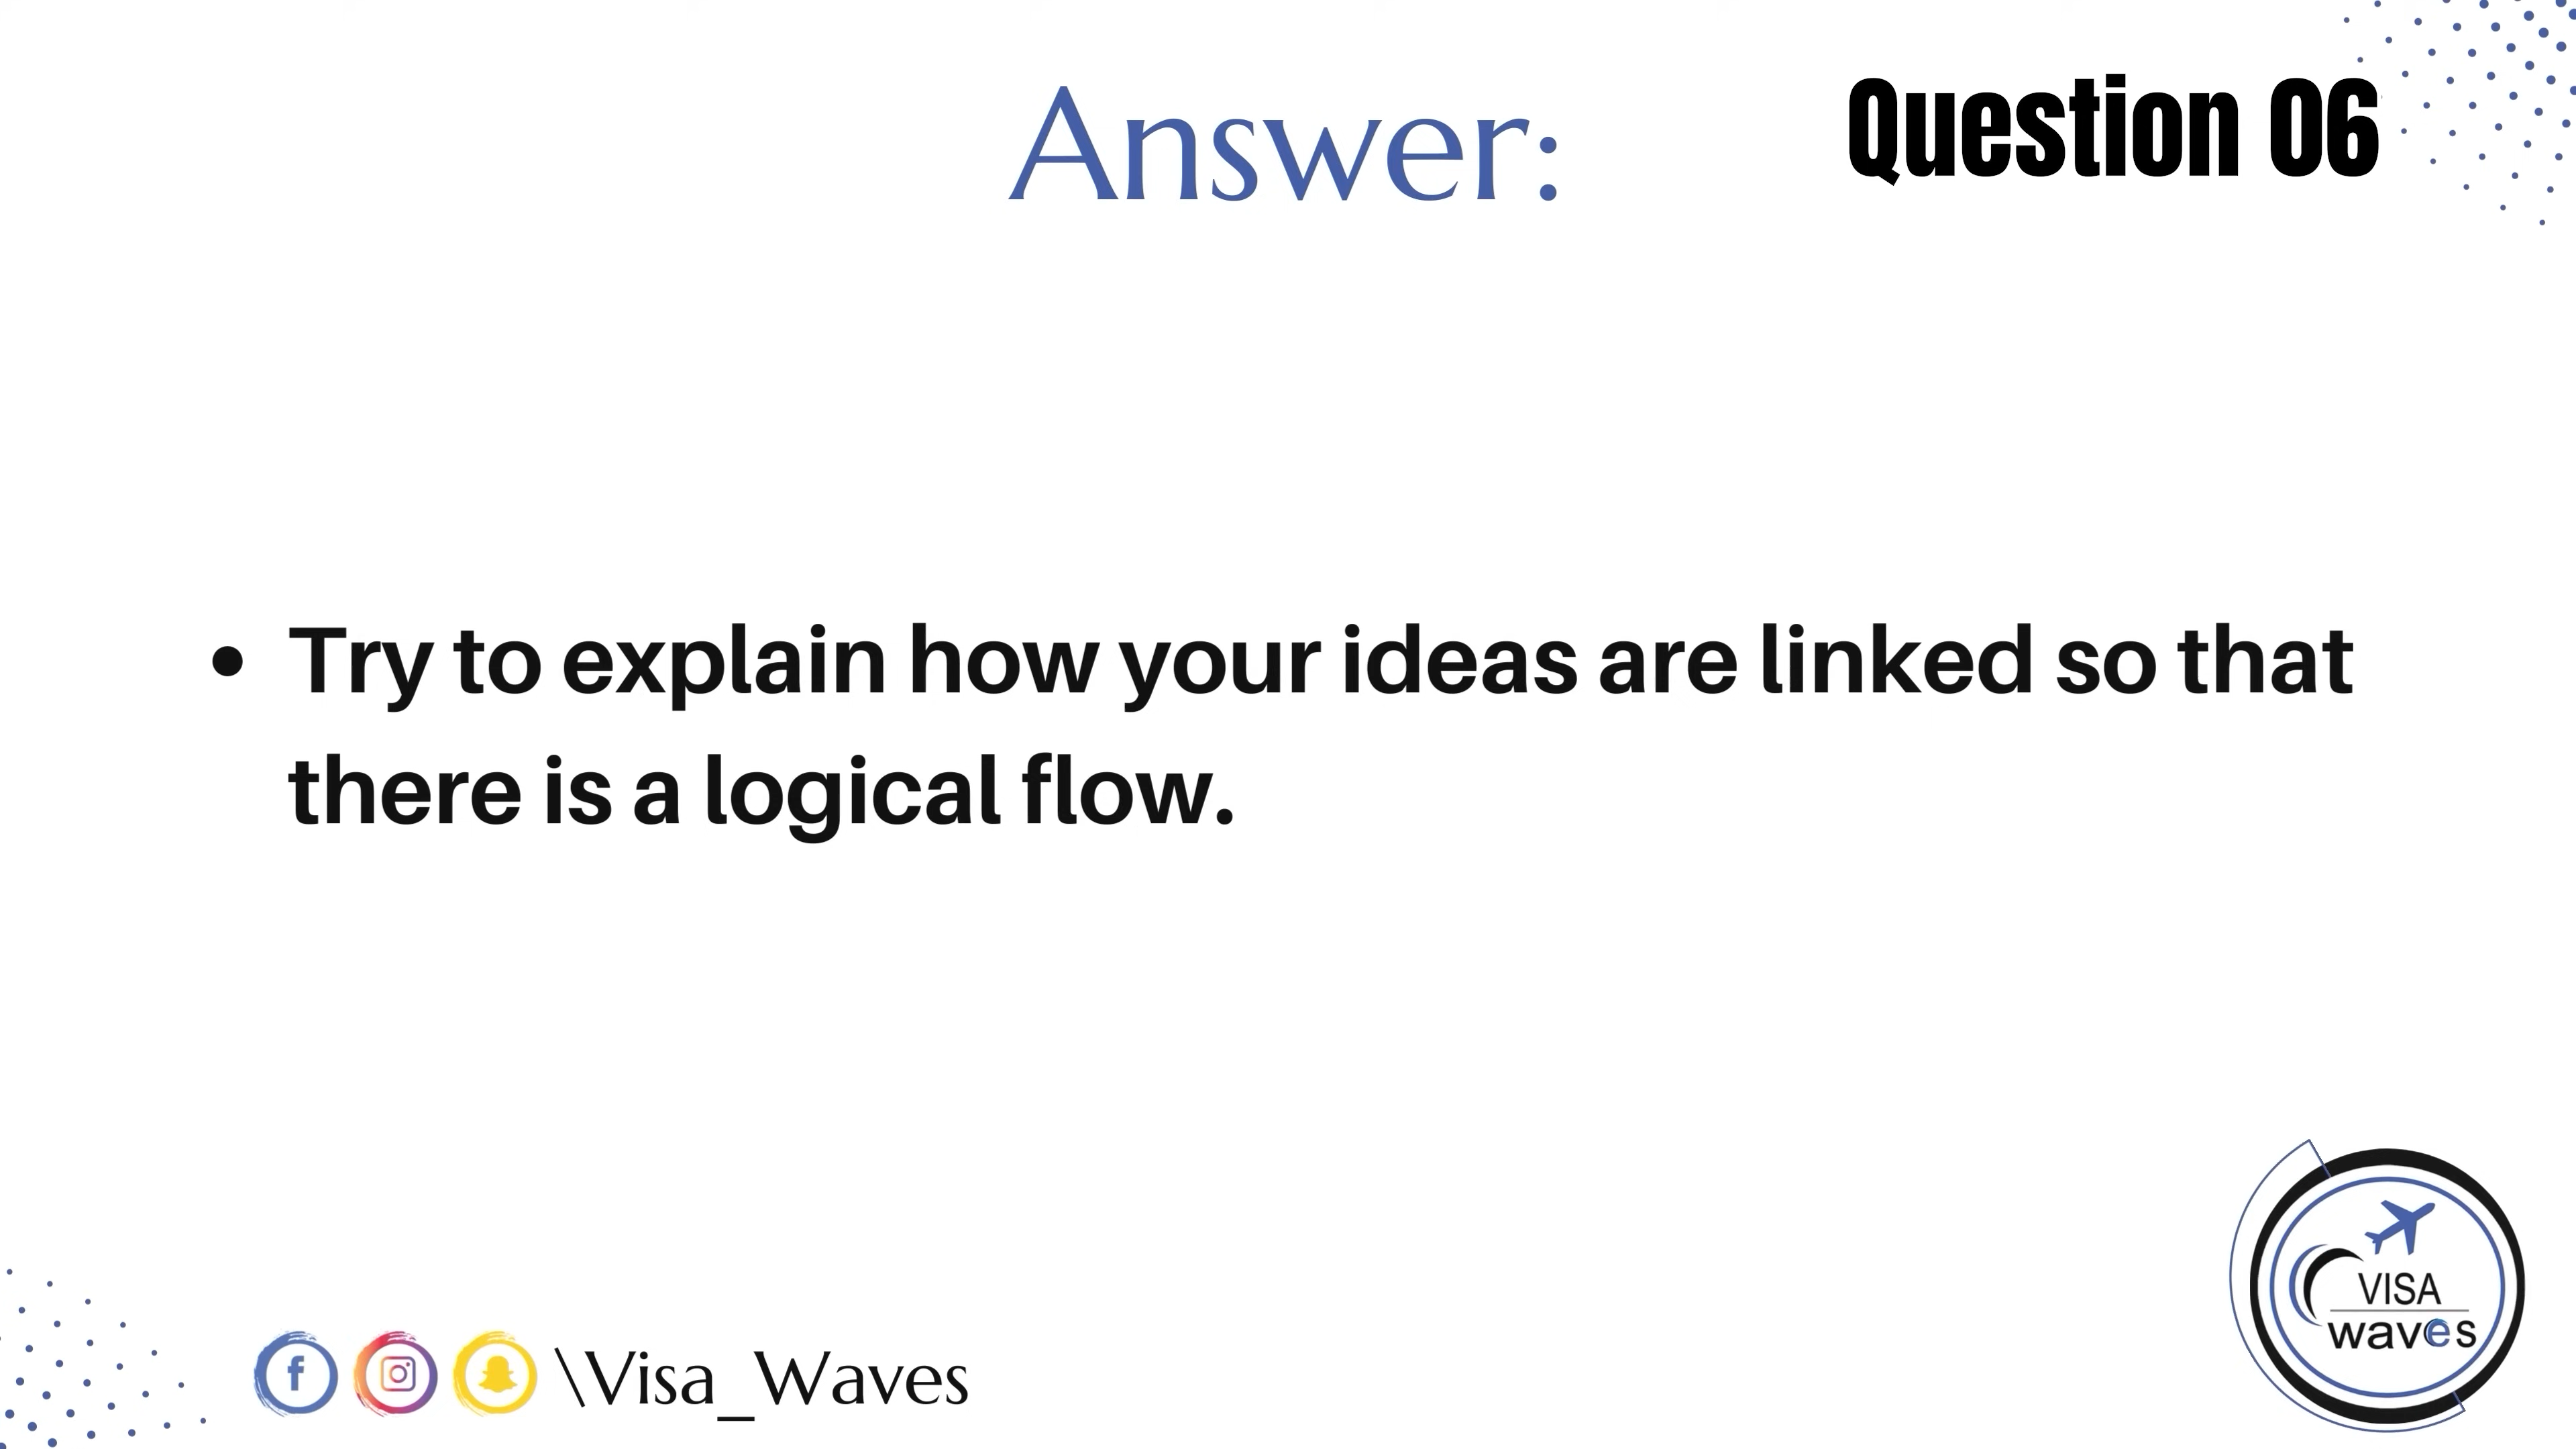 Answer:
Question 06
• Try to explain how your ideas are linked so that
there is a logical flow.
\Visa_Waves
VISA
waves